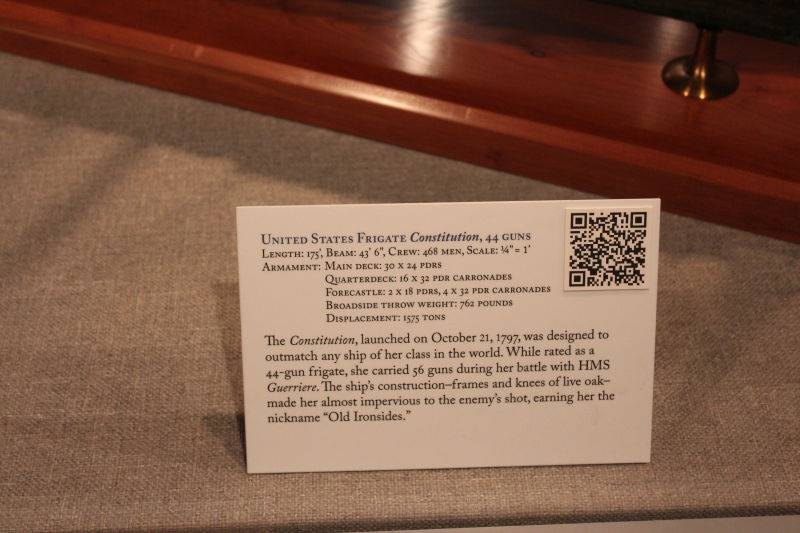 United States Frigate Constitution, 44 guns
Length: 175', Beam: 43' 6", Crew: 468 men, Scale: ¼" = 1'
Armament: Main deck: 30 x 24 pdrs
Quarterdeck: 16 x 32 pdr carronades
Forecastle: 2 x 18 pdrs, 4 x 32 pdr carronades
Broadside throw weight: 762 pounds
Displacement: 1575 tons
The Constitution, launched on October 21, 1797, was designed to
outmatch any ship of her class in the world. While rated as a
44-gun frigate, she carried 56 guns during her battle with HMS
Guerriere. The ship's construction–frames and knees of live oak–
made her almost impervious to the enemy's shot, earning her the
nickname "Old Ironsides."